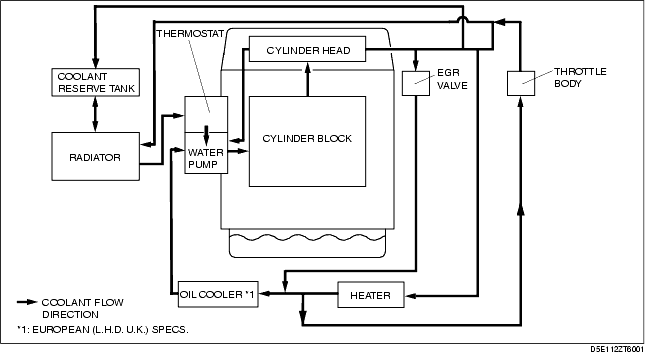 THERMOSTAT
CYLINDER HEAD
COOLANT
RESERVE TANK
EGR
VALVE
THROTTLE
BODY
RADIATOR
WATER
PUMP
CYLINDER BLOCK
OIL COOLER *1
HEATER
COOLANT FLOW
DIRECTION
*1: EUROPEAN (L.H.D. U.K.) SPECS.
D5E112ZT6001